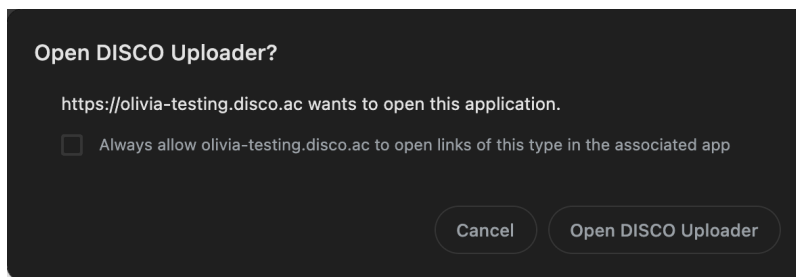 Open DISCO Uploader?
https://olivia-testing.disco.ac wants to open this application.
Always allow olivia-testing.disco.ac to open links of this type in the associated app
Cancel
Open DISCO Uploader